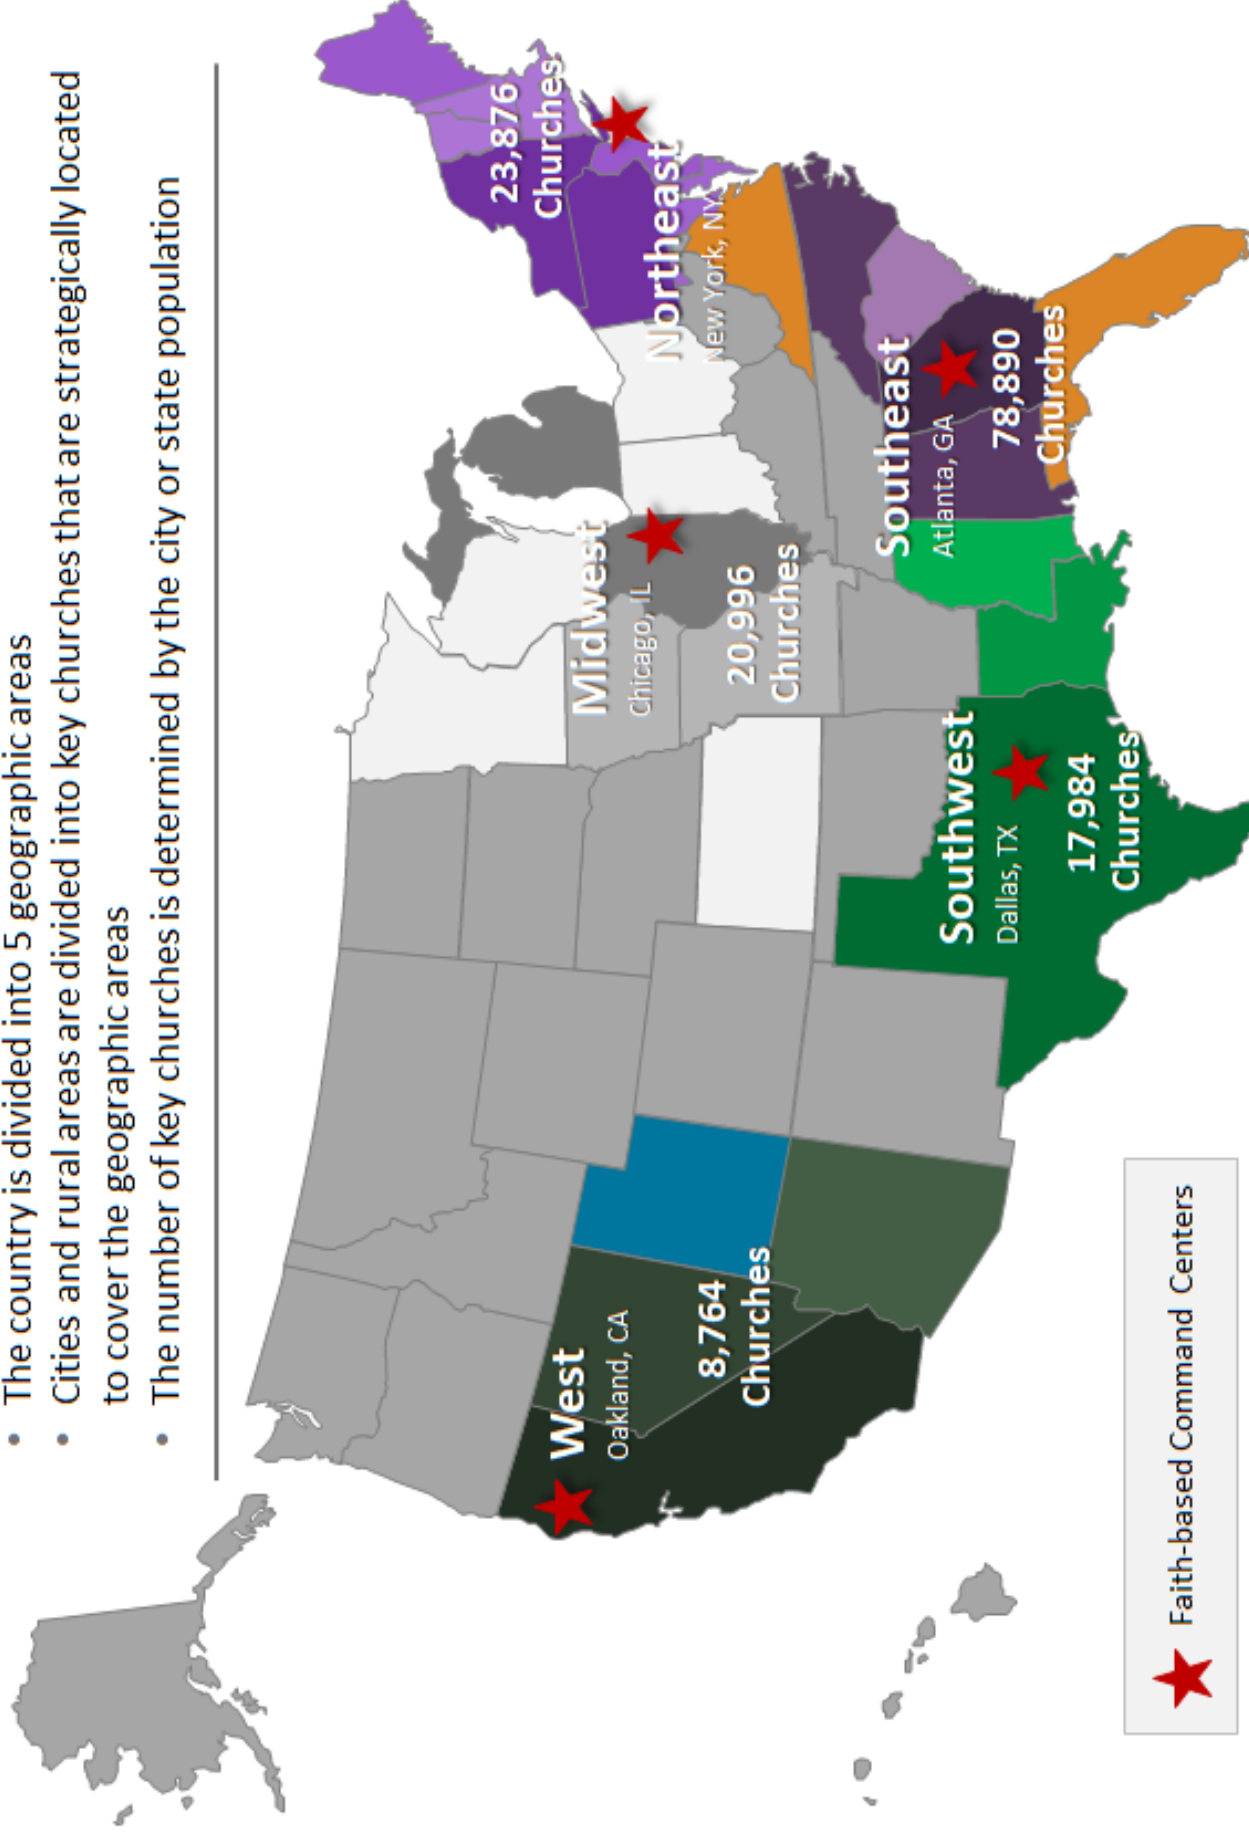 • The country is divided into 5 geographic areas
• Cities and rural areas are divided into key churches that are strategically located
to cover the geographic areas
• The number of key churches is determined by the city or state population
West
Oakland, CA
8,764
Churches
Midwest
Chicago, IL
20,996
Churches
23,876
Churches
Northeast
New York, NY
Southwest
Dallas, TX
17,984
Churches
Southeast
Atlanta, GA
78,890
Churches
Faith-based Command Centers